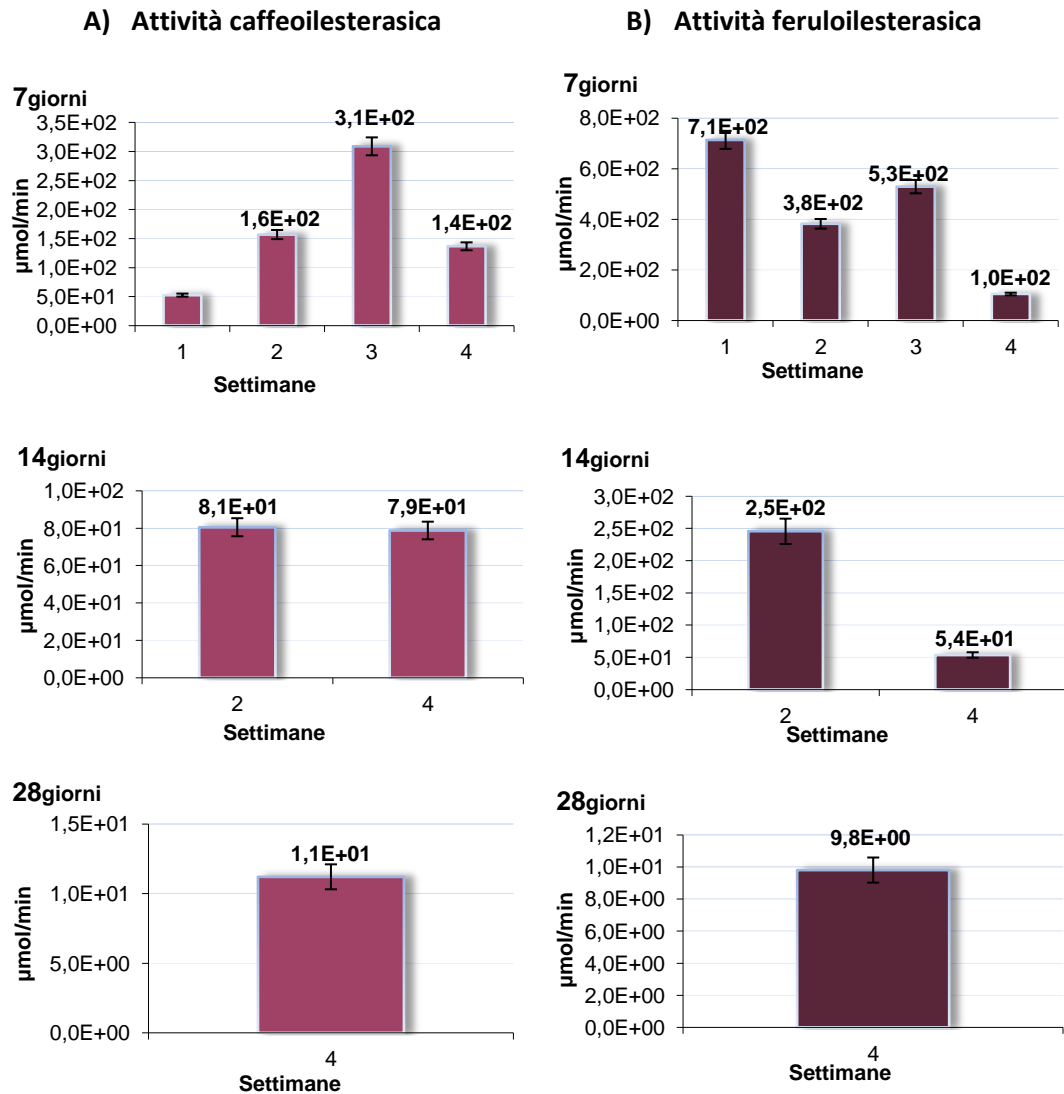 A) Attività caffeoilesterasica
7giorni
3,5E+02
3,0E+02
2,5E+02
2,0E+02
1,5E+02
1,0E+02
5,0E+01
0,0E+00
µmol/min
1,6E+02
3,1E+02
1,4E+02
1 2 3 4
Settimane
14giorni
1,0E+02
8,0E+01
6,0E+01
4,0E+01
2,0E+01
0,0E+00
µmol/min
8,1E+01
7,9E+01
2 4
Settimane
28giorni
1,5E+01
1,0E+01
5,0E+00
0,0E+00
µmol/min
1,1E+01
4
Settimane
B) Attività feruloilesterasica
7giorni
8,0E+02
6,0E+02
4,0E+02
2,0E+02
0,0E+00
µmol/min
7,1E+02
3,8E+02
5,3E+02
1,0E+02
1 2 3 4
Settimane
14giorni
3,0E+02
2,5E+02
2,0E+02
1,5E+02
1,0E+02
5,0E+01
0,0E+00
µmol/min
2,5E+02
5,4E+01
2 4
Settimane
28giorni
1,2E+01
1,0E+01
8,0E+00
6,0E+00
4,0E+00
2,0E+00
0,0E+00
µmol/min
9,8E+00
4
Settimane